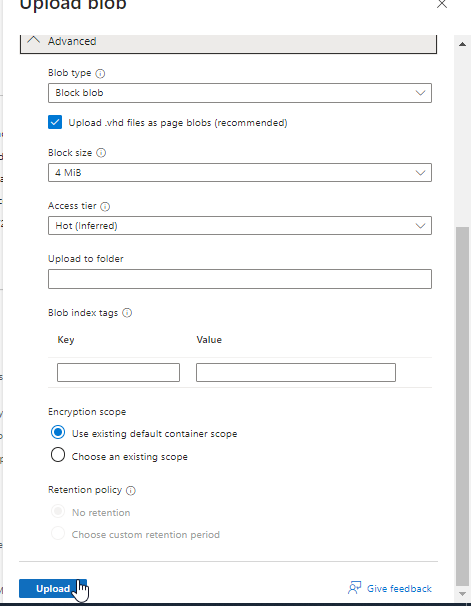 Upload blob
Advanced
Blob type
Block blob
Upload .vhd files as page blobs (recommended)
Block size
4 MiB
Access tier
Hot (Inferred)
Upload to folder
Blob index tags
Key Value
Encryption scope
Use existing default container scope
Choose an existing scope
Retention policy
No retention
Choose custom retention period
Upload
Give feedback